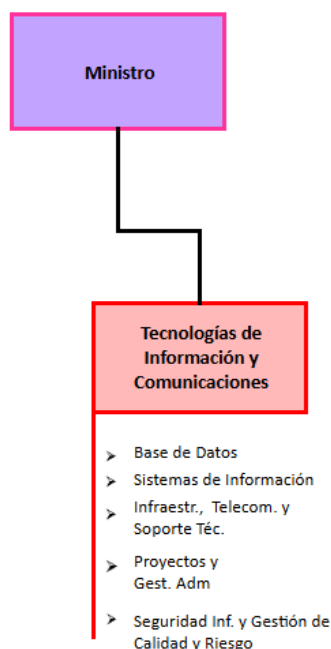 Ministro
Tecnologías de
Información y
Comunicaciones
Base de Datos
Sistemas de Información
Infraestr., Telecom. y
Soporte Téc.
Proyectos y
Gest. Adm
Seguridad Inf. y Gestión de
Calidad y Riesgo